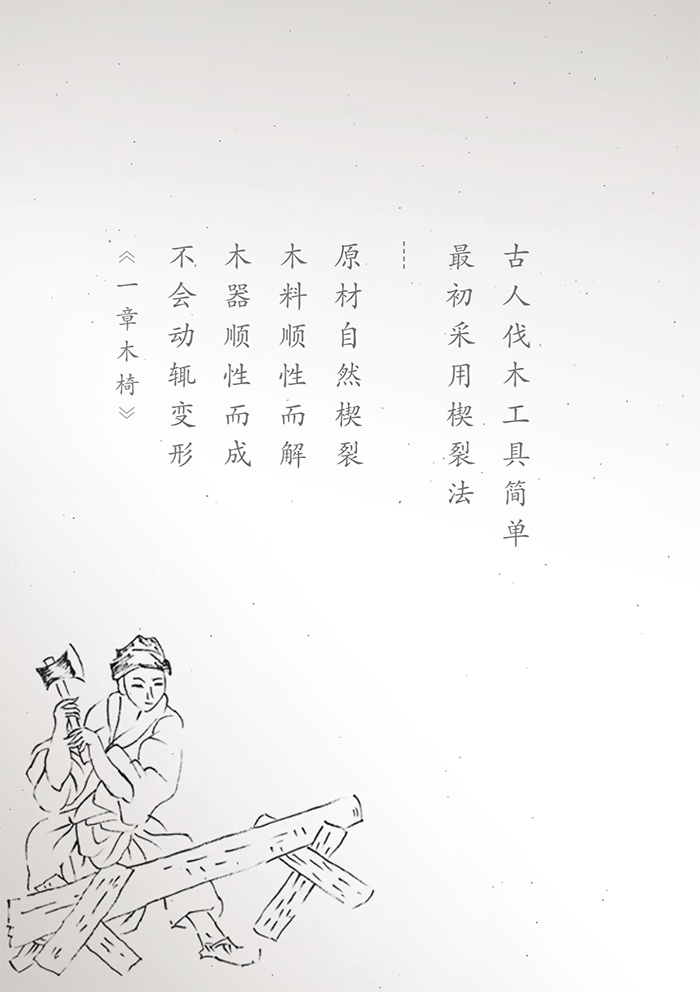 古人伐木工具简单
最初采用楔裂法
原材自然楔裂
木料顺性而解
木器顺性而成
不会动辄变形
《一章木椅》